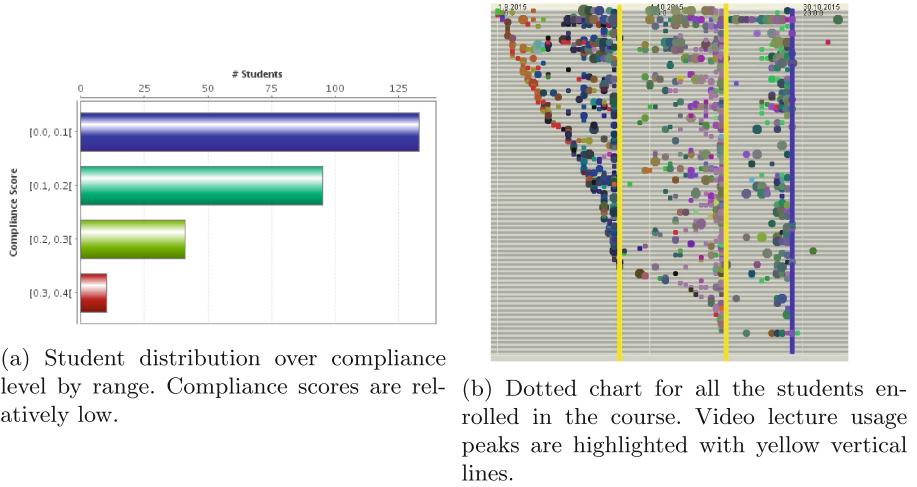 # Students
0 25 50 75 100 125
[0.0, 0.1[
[0.1, 0.2[
[0.2, 0.3[
[0.3, 0.4[
Compliance Score
(a) Student distribution over compliance
level by range. Compliance scores are rel-
atively low.
1.9.2015
30.10.2015
(b) Dotted chart for all the students en-
rolled in the course. Video lecture usage
peaks are highlighted with yellow vertical
lines.